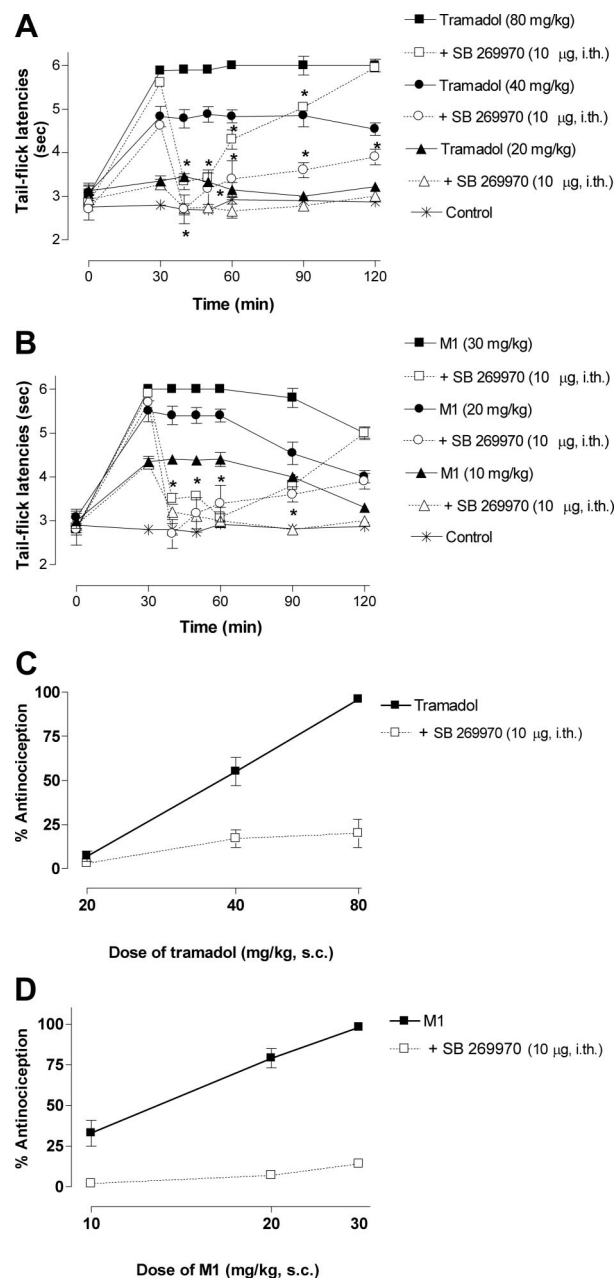 A
Tail-flick latencies
(sec)
6
5
4
3
2
0 30 40 50 60 90 120
Time (min)
* * * * * * * * *
Tramadol (80 mg/kg)
+ SB 269970 (10 μg, i.th.)
Tramadol (40 mg/kg)
+ SB 269970 (10 μg, i.th.)
Tramadol (20 mg/kg)
+ SB 269970 (10 μg, i.th.)
Control
B
Tail-flick latencies (sec)
6
5
4
3
2
0 30 40 50 60 90 120
Time (min)
* * * *
M1 (30 mg/kg)
+ SB 269970 (10 μg, i.th.)
M1 (20 mg/kg)
+ SB 269970 (10 μg, i.th.)
M1 (10 mg/kg)
+ SB 269970 (10 μg, i.th.)
Control
C
% Antinociception
100
75
50
25
0
20 40 80
Dose of tramadol (mg/kg, s.c.)
Tramadol
+ SB 269970 (10 μg, i.th.)
D
% Antinociception
100
75
50
25
0
10 20 30
Dose of M1 (mg/kg, s.c.)
M1
+ SB 269970 (10 μg, i.th.)